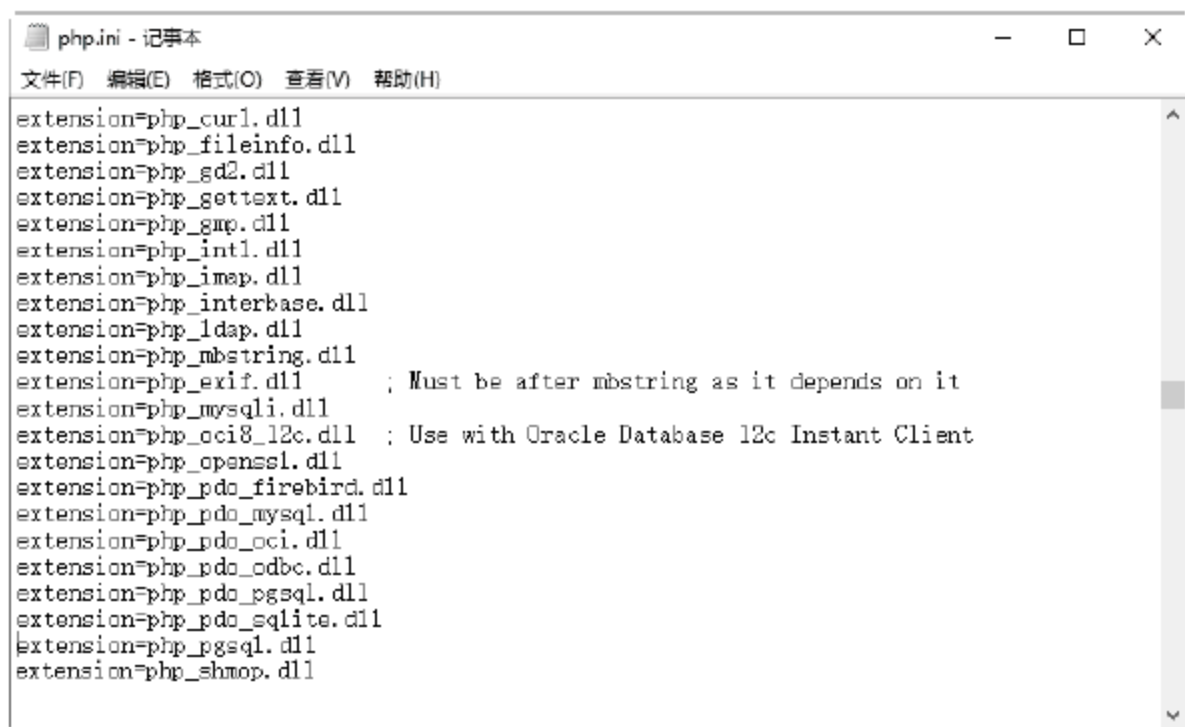 php.ini - 记事本
文件(F) 编辑(E) 格式(O) 查看(V) 帮助(H)
extension=php_curl.dll
extension=php_fileinfo.dll
extension=php_gd2.dll
extension=php_gettext.dll
extension=php_gmp.dll
extension=php_intl.dll
extension=php_imap.dll
extension=php_interbase.dll
extension=php_ldap.dll
extension=php_mbstring.dll
extension=php_exif.dll      ; Must be after mbstring as it depends on it
extension=php_mysqli.dll
extension=php_oci8_12c.dll  ; Use with Oracle Database 12c Instant Client
extension=php_openssl.dll
extension=php_pdo_firebird.dll
extension=php_pdo_mysql.dll
extension=php_pdo_oci.dll
extension=php_pdo_odbc.dll
extension=php_pdo_pgsql.dll
extension=php_pdo_sqlite.dll
extension=php_pgsql.dll
extension=php_shmop.dll